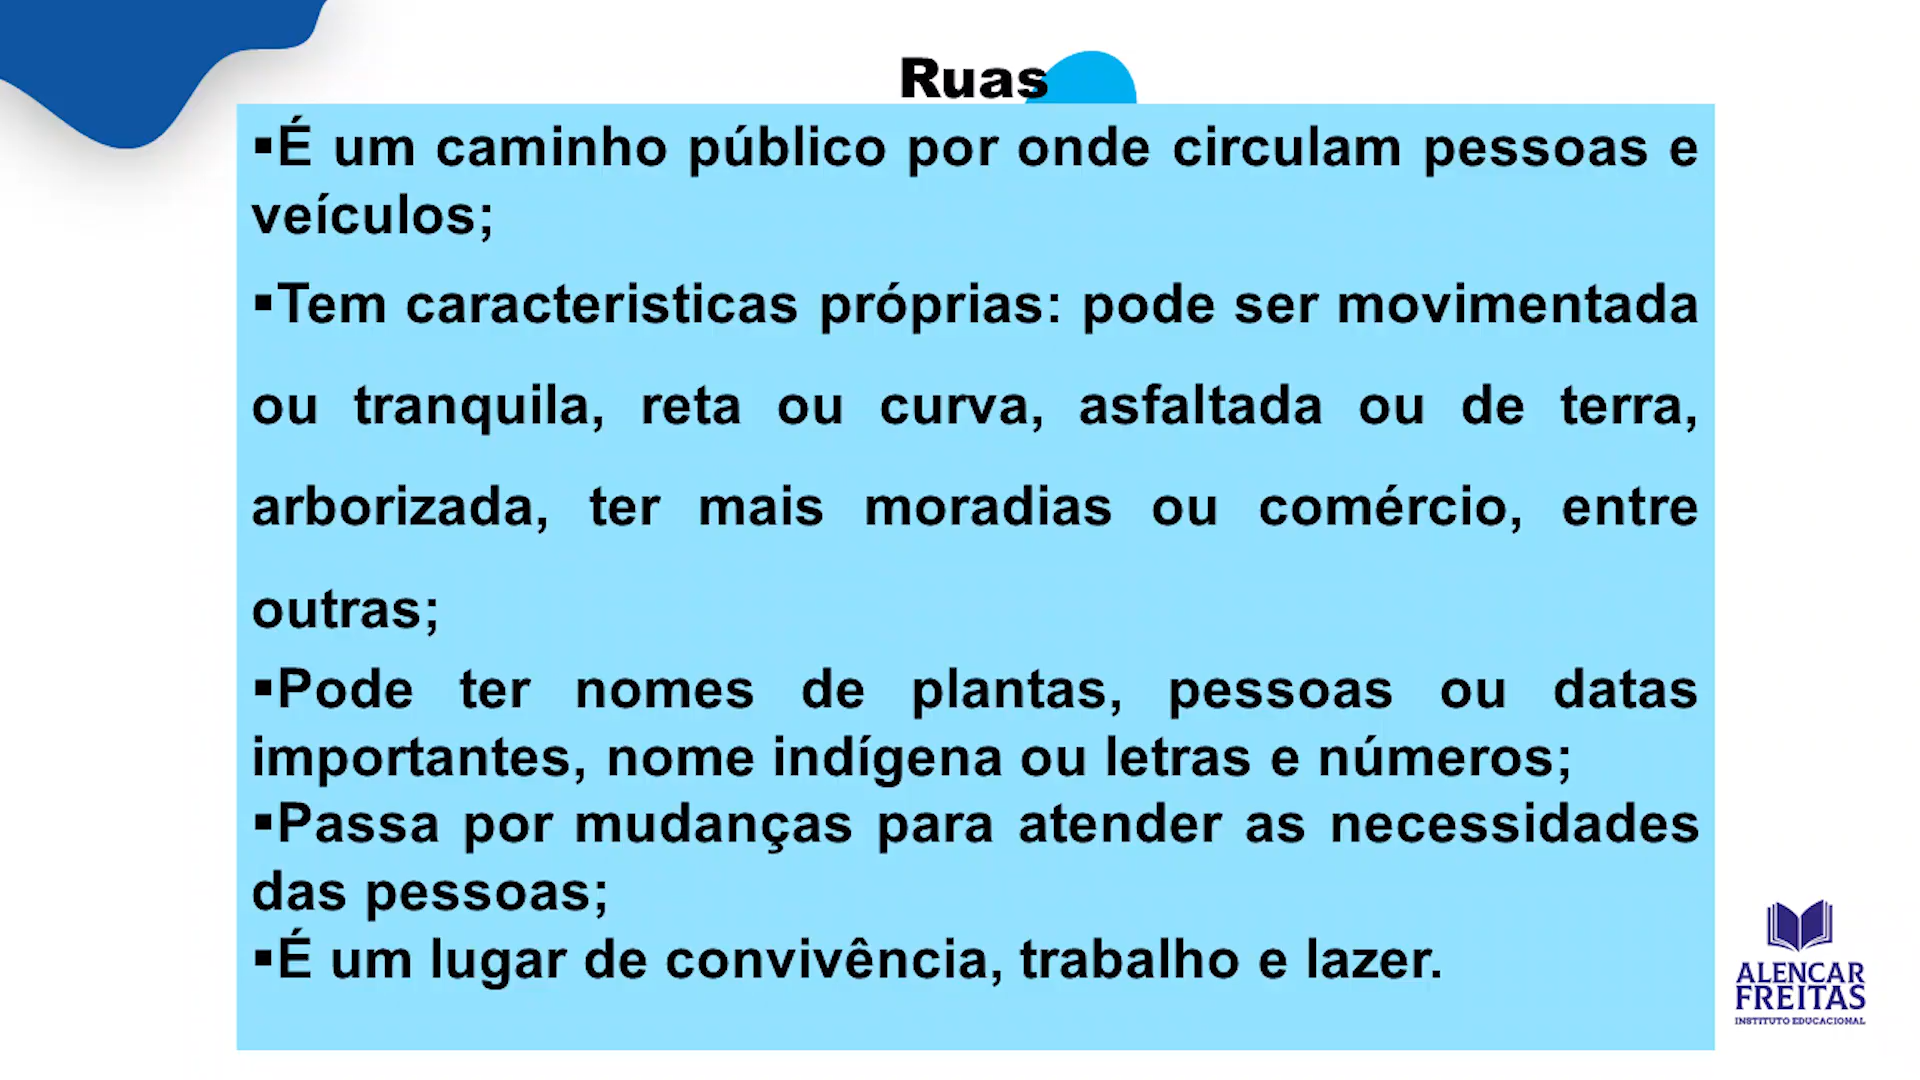 Ruas
▪É um caminho público por onde circulam pessoas e
veículos;
▪Tem caracteristicas próprias: pode ser movimentada
ou tranquila, reta ou curva, asfaltada ou de terra,
arborizada, ter mais moradias ou comércio, entre
outras;
▪Pode ter nomes de plantas, pessoas ou datas
importantes, nome indígena ou letras e números;
▪Passa por mudanças para atender as necessidades
das pessoas;
▪É um lugar de convivência, trabalho e lazer.
ALENCAR
FREITAS
INSTITUTO EDUCACIONAL